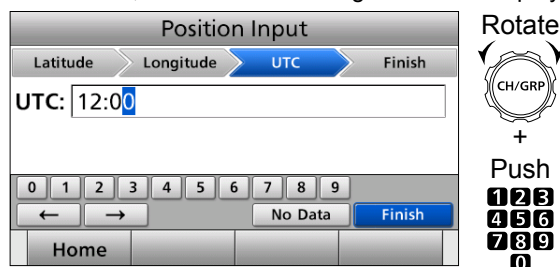 Position Input
Rotate
Latitude Longitude UTC Finish
CH/GRP
UTC: 12:00
+
Push
0 1 2 3 4 5 6 7 8 9
1 2 3
← → No Data Finish
4 5 6
7 8 9
Home
0